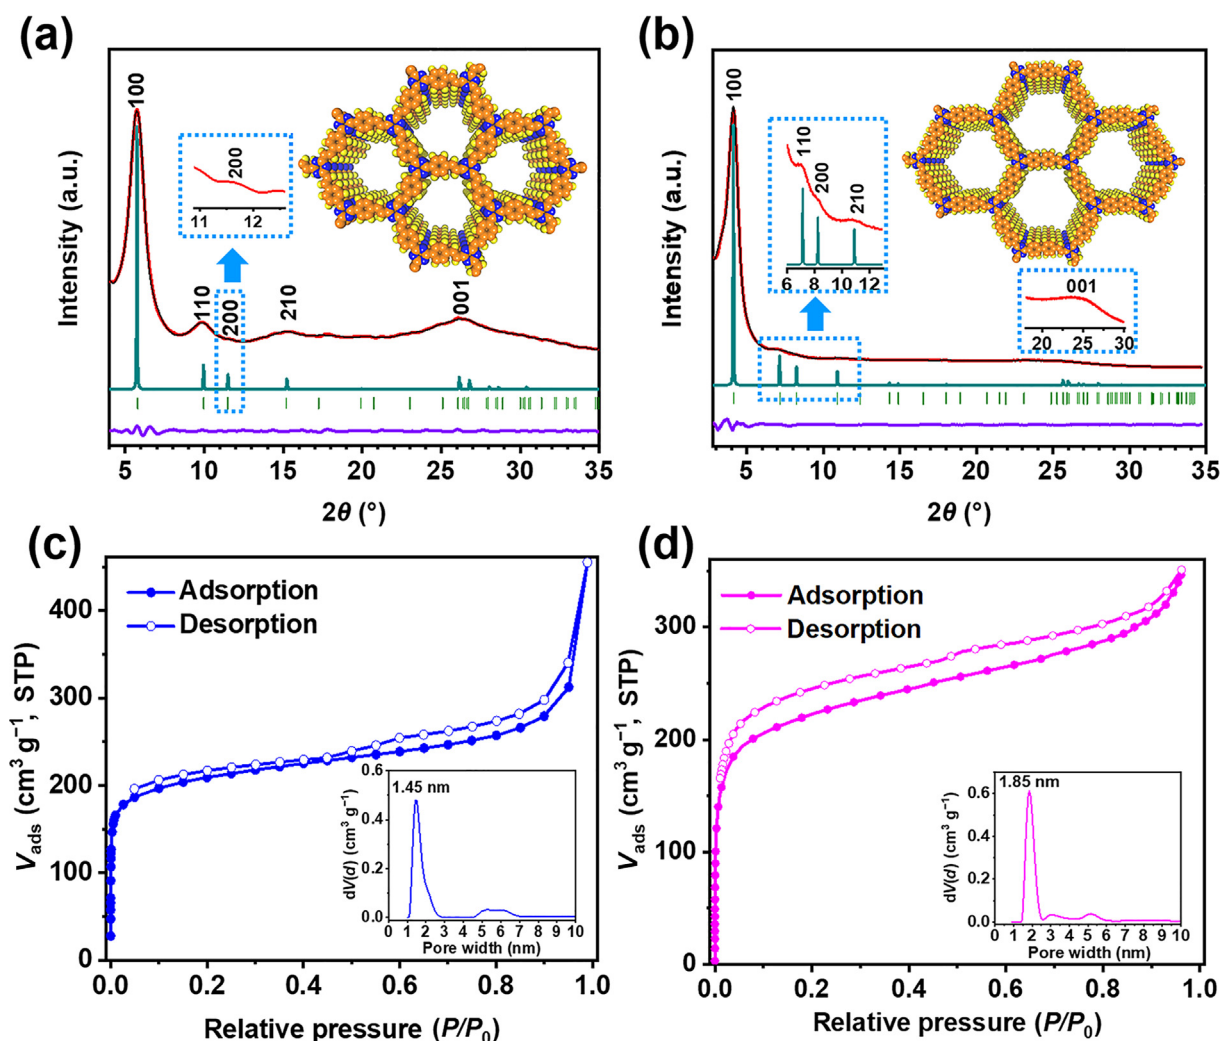 (a)
Intensity (a.u.)
100
200
11 12
110
200
210
001
5 10 15 20 25 30 35
2θ (°)
(b)
Intensity (a.u.)
100
110
200
210
6 8 10 12
001
20 25 30
5 10 15 20 25 30 35
2θ (°)
(c)
Adsorption
Desorption
V_ads (cm³ g⁻¹, STP)
400
300
200
100
0
0.0 0.2 0.4 0.6 0.8 1.0
Relative pressure (P/P₀)
1.45 nm
dV(d) (cm³ g⁻¹)
0.6
0.4
0.2
0.0
0 1 2 3 4 5 6 7 8 9 10
Pore width (nm)
(d)
Adsorption
Desorption
V_ads (cm³ g⁻¹, STP)
300
200
100
0
0.0 0.2 0.4 0.6 0.8 1.0
Relative pressure (P/P₀)
1.85 nm
dV(d) (cm³ g⁻¹)
0.6
0.4
0.2
0.0
0 1 2 3 4 5 6 7 8 9 10
Pore width (nm)